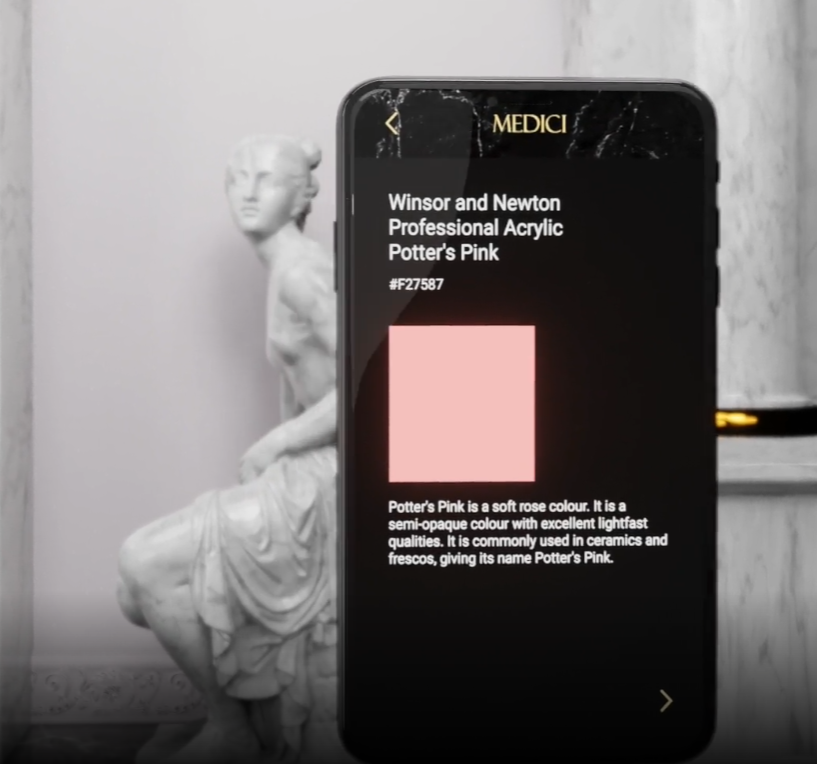 MEDICI
Winsor and Newton
Professional Acrylic
Potter's Pink
#F27587
Potter's Pink is a soft rose colour. It is a
semi-opaque colour with excellent lightfast
qualities. It is commonly used in ceramics and
frescos, giving its name Potter's Pink.